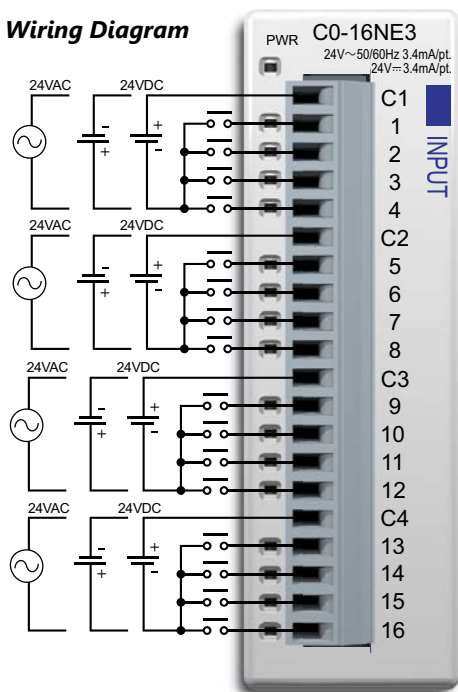 Wiring Diagram
PWR C0-16NE3
24V～50/60Hz 3.4mA/pt.
24V⎓3.4mA/pt.
INPUT
24VAC 24VDC
- +
+ -
C1
1
2
3
4
24VAC 24VDC
- +
+ -
C2
5
6
7
8
24VAC 24VDC
- +
+ -
C3
9
10
11
12
24VAC 24VDC
- +
+ -
C4
13
14
15
16